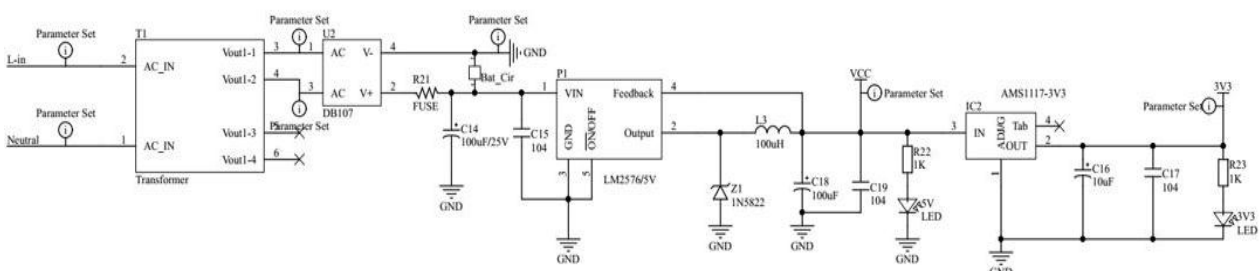 Parameter Set
L-in
2
T1
AC_IN
Neutral
Parameter Set
1
AC_IN
Transformer
Vout1-1
3
Vout1-2
4
Vout1-3
5
Vout1-4
6
Parameter Set
1
U2
AC
V-
4
3
AC
V+
2
DB107
Parameter Set
Parameter Set
GND
Bat_Cir
R21
FUSE
C14
100uF/25V
GND
C15
104
P1
1
VIN
Feedback
4
GND
ON/OFF
Output
2
3
5
LM2576/5V
GND
Z1
1N5822
GND
L3
100uH
C18
100uF
GND
C19
104
VCC
Parameter Set
R22
1K
5V
LED
GND
AMS1117-3V3
IC2
3
IN
ADJ/G
Tab
4
OUT
2
1
GND
C16
10uF
C17
104
3V3
Parameter Set
R23
1K
3V3
LED